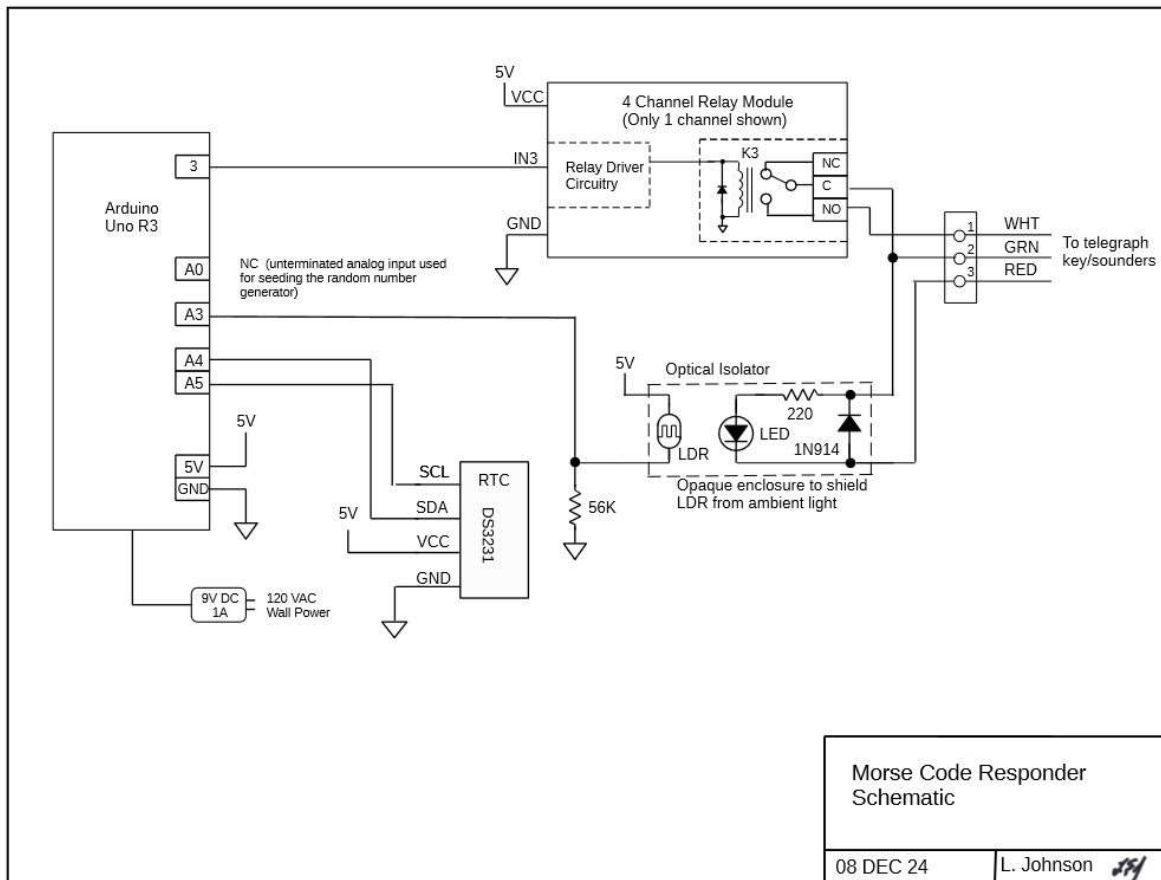 5V
VCC
4 Channel Relay Module
(Only 1 channel shown)
3
IN3
Relay Driver
Circuitry
K3
NC
C
NO
Arduino
Uno R3
GND
1
WHT
2
GRN
3
RED
To telegraph
key/sounders
A0
NC (unterminated analog input used
for seeding the random number
generator)
A3
A4
A5
5V
Optical Isolator
220
LED
LDR
1N914
Opaque enclosure to shield
LDR from ambient light
56K
5V
5V
GND
SCL
RTC
SDA
DS3231
5V
VCC
GND
9V DC
1A
120 VAC
Wall Power
Morse Code Responder
Schematic
08 DEC 24
L. Johnson